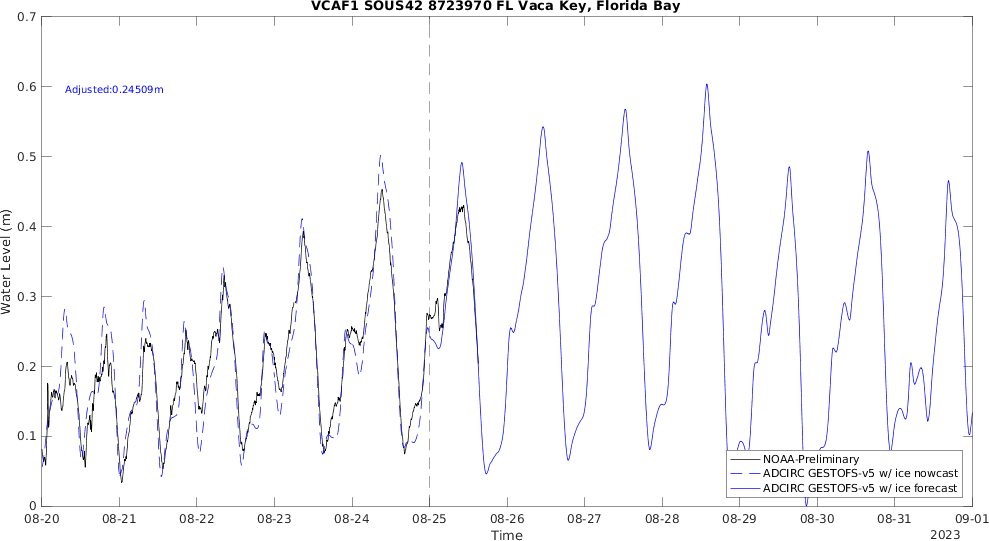 VCAF1 SOUS42 8723970 FL Vaca Key, Florida Bay
0.7
0.6
0.5
0.4
0.3
0.2
0.1
0
Water Level (m)
Adjusted:0.24509m
NOAA-Preliminary
ADCIRC GESTOFS-v5 w/ ice nowcast
ADCIRC GESTOFS-v5 w/ ice forecast
08-20 08-21 08-22 08-23 08-24 08-25 08-26 08-27 08-28 08-29 08-30 08-31 09-01
Time
2023